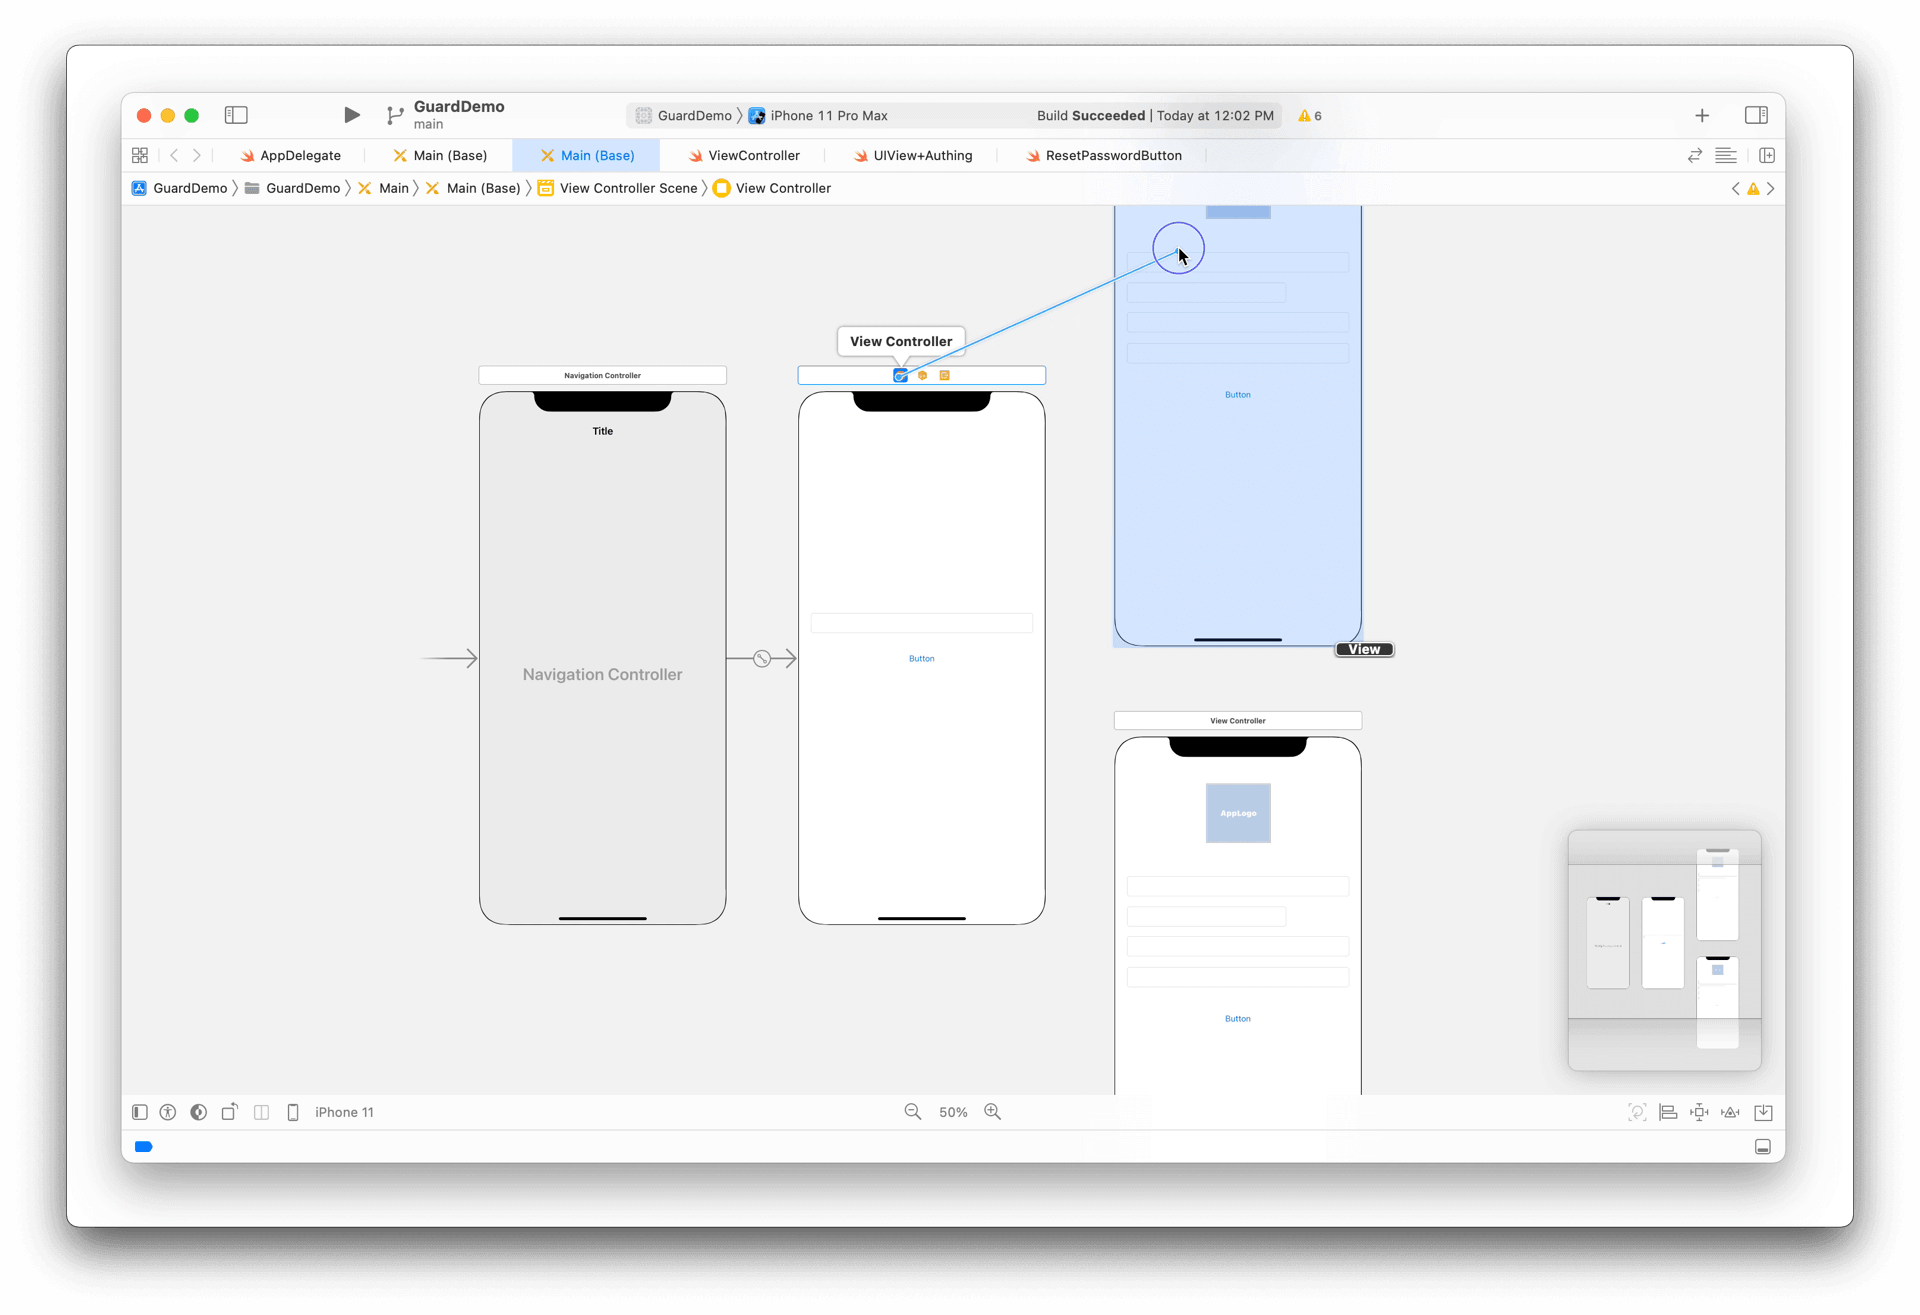 GuardDemo
main
GuardDemo
iPhone 11 Pro Max
Build Succeeded | Today at 12:02 PM
6
AppDelegate
Main (Base)
Main (Base)
ViewController
UIView+Authing
ResetPasswordButton
GuardDemo
GuardDemo
Main
Main (Base)
View Controller Scene
View Controller
View Controller
Navigation Controller
Title
Button
Navigation Controller
Button
View
View Controller
AppLogo
Button
iPhone 11
50%